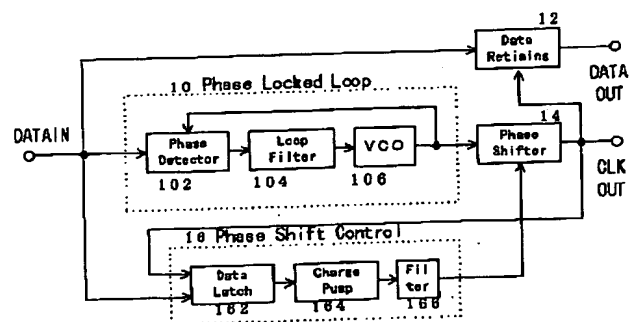 12
Data
Retiming
DATA
OUT
10 Phase Locked Loop
DATAIN
Phase
Detector
102
Loop
Filter
104
VCO
106
14
Phase
Shifter
CLK
OUT
16 Phase Shift Control
Data
Latch
162
Charge
Pump
164
Fil
ter
166